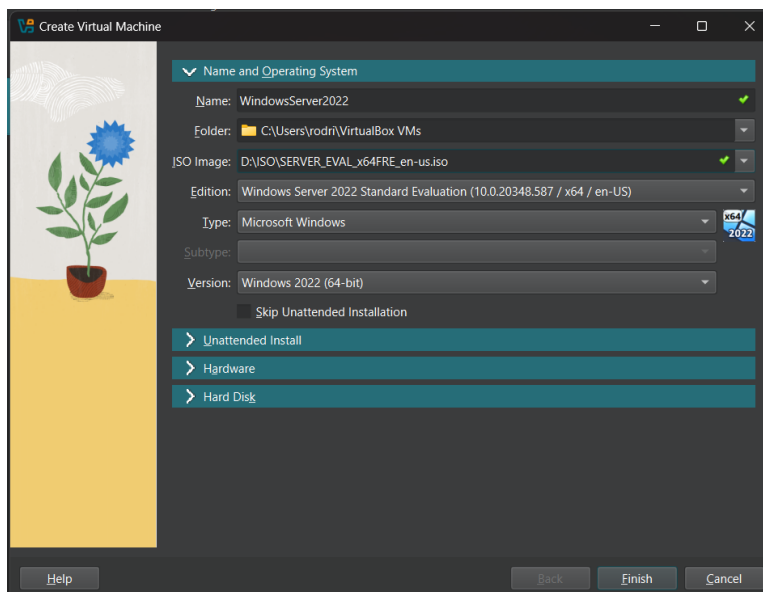 Create Virtual Machine
Name and Operating System
Name: WindowsServer2022
Folder: C:\Users\rodri\VirtualBox VMs
ISO Image: D:\ISO\SERVER_EVAL_x64FRE_en-us.iso
Edition: Windows Server 2022 Standard Evaluation (10.0.20348.587 / x64 / en-US)
Type: Microsoft Windows
x64
2022
Subtype:
Version: Windows 2022 (64-bit)
Skip Unattended Installation
Unattended Install
Hardware
Hard Disk
Help Back Finish Cancel